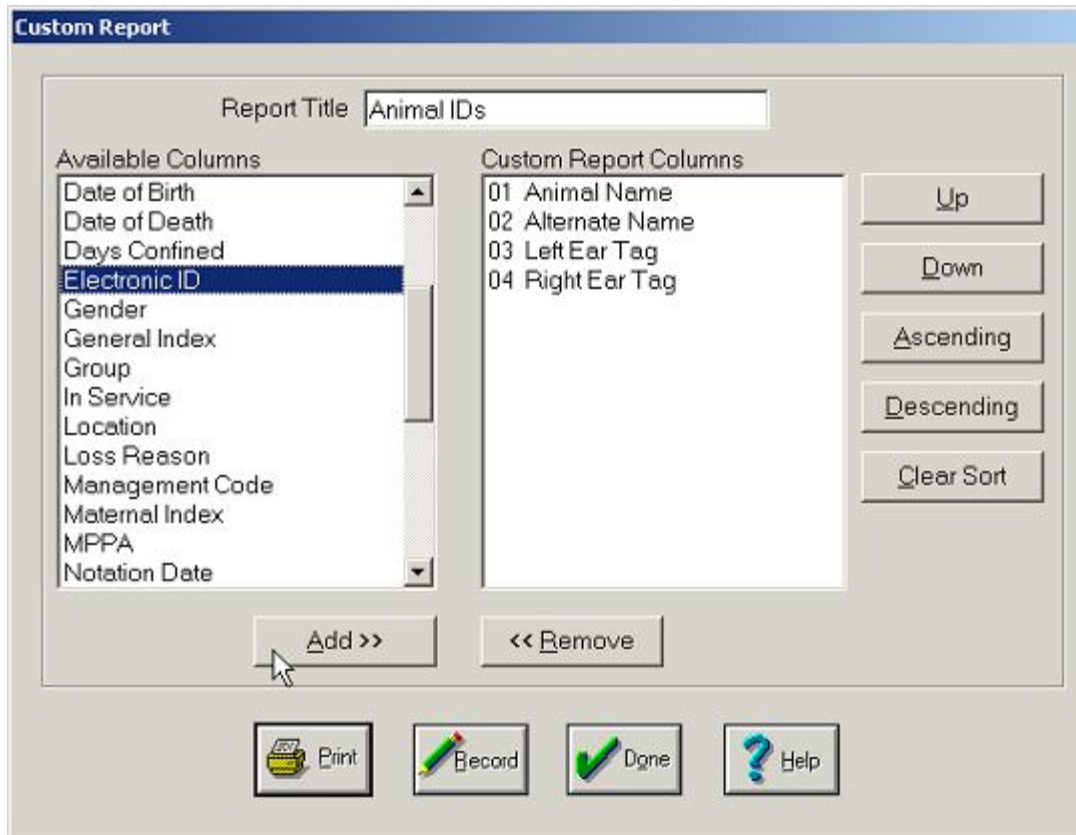 Custom Report
Report Title Animal IDs
Available Columns
Date of Birth
Date of Death
Days Confined
Electronic ID
Gender
General Index
Group
In Service
Location
Loss Reason
Management Code
Maternal Index
MPPA
Notation Date
Custom Report Columns
01 Animal Name
02 Alternate Name
03 Left Ear Tag
04 Right Ear Tag
Up
Down
Ascending
Descending
Clear Sort
Add >>
<< Remove
Print
Record
Done
Help